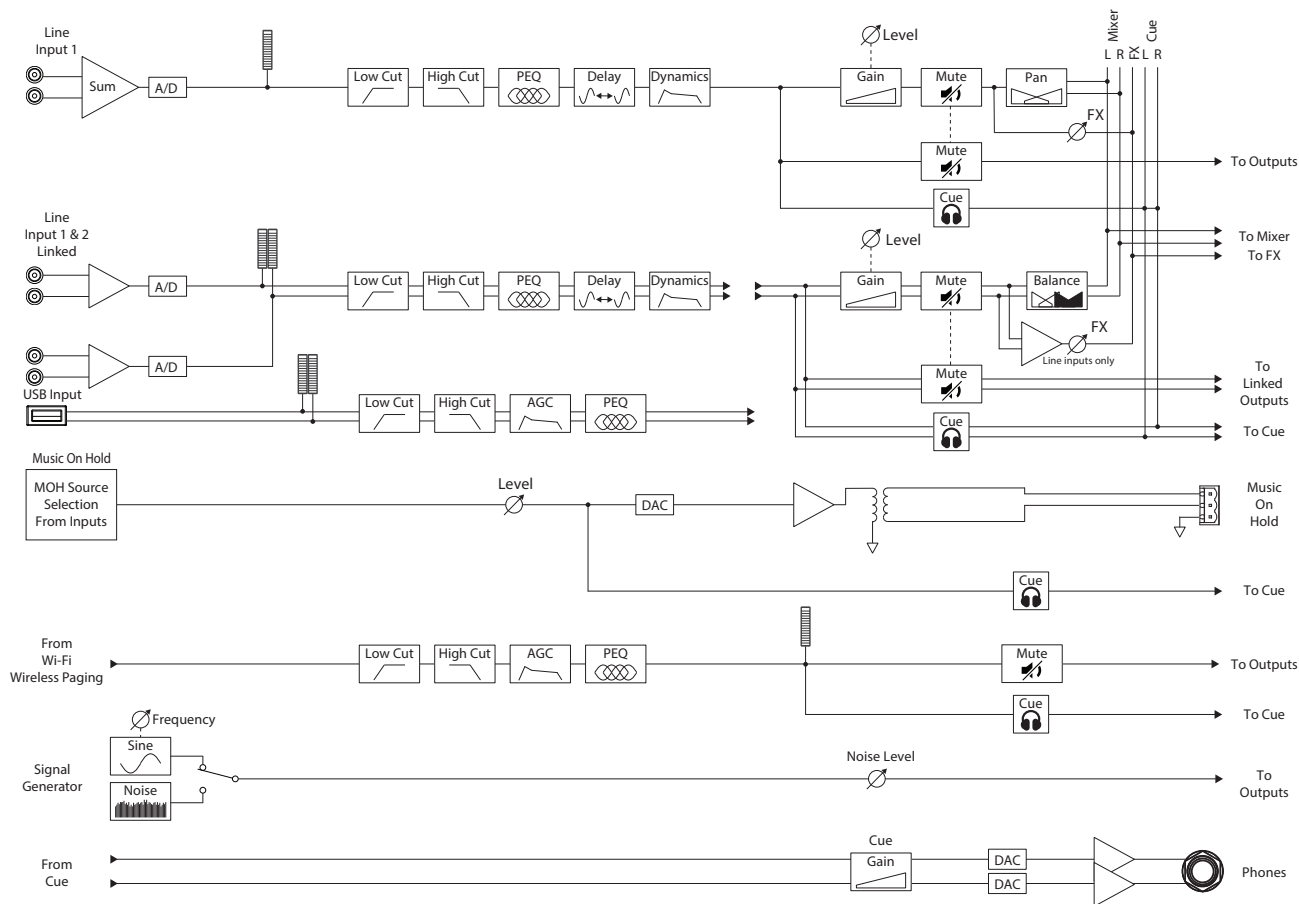 Line
Input 1
Sum
A/D
Low Cut
High Cut
PEQ
Delay
Dynamics
Level
Gain
Mute
Pan
FX
Mixer
Cue
L R FX L R
Mute
To Outputs
Cue
Line
Input 1 & 2
Linked
A/D
Low Cut
High Cut
PEQ
Delay
Dynamics
Level
Gain
Mute
Balance
FX
Line inputs only
To Mixer
To FX
A/D
Mute
To
Linked
Outputs
USB Input
Low Cut
High Cut
AGC
PEQ
Cue
To Cue
Music On Hold
MOH Source
Selection
From Inputs
Level
DAC
Music
On
Hold
Cue
To Cue
From
Wi-Fi
Wireless Paging
Low Cut
High Cut
AGC
PEQ
Mute
To Outputs
Cue
To Cue
Signal
Generator
Frequency
Sine
Noise
Noise Level
To
Outputs
From
Cue
Cue
Gain
DAC
DAC
Phones